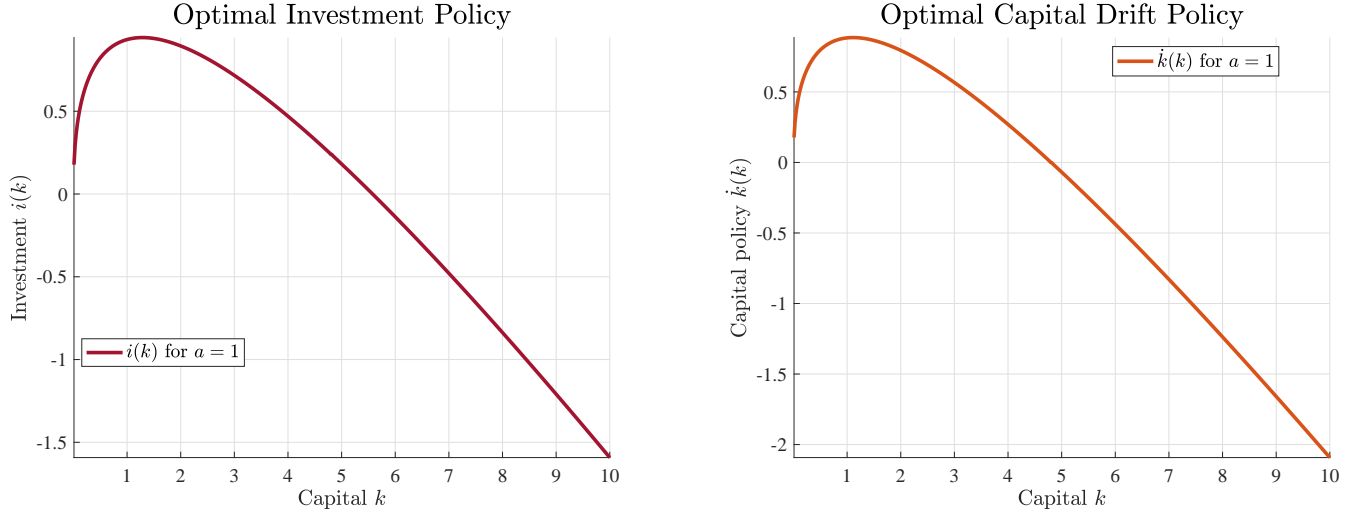 Optimal Investment Policy
Investment i(k)
0.5
0
-0.5
-1
-1.5
i(k) for a = 1
1 2 3 4 5 6 7 8 9 10
Capital k
Optimal Capital Drift Policy
Capital policy k̇(k)
0.5
0
-0.5
-1
-1.5
-2
k̇(k) for a = 1
1 2 3 4 5 6 7 8 9 10
Capital k